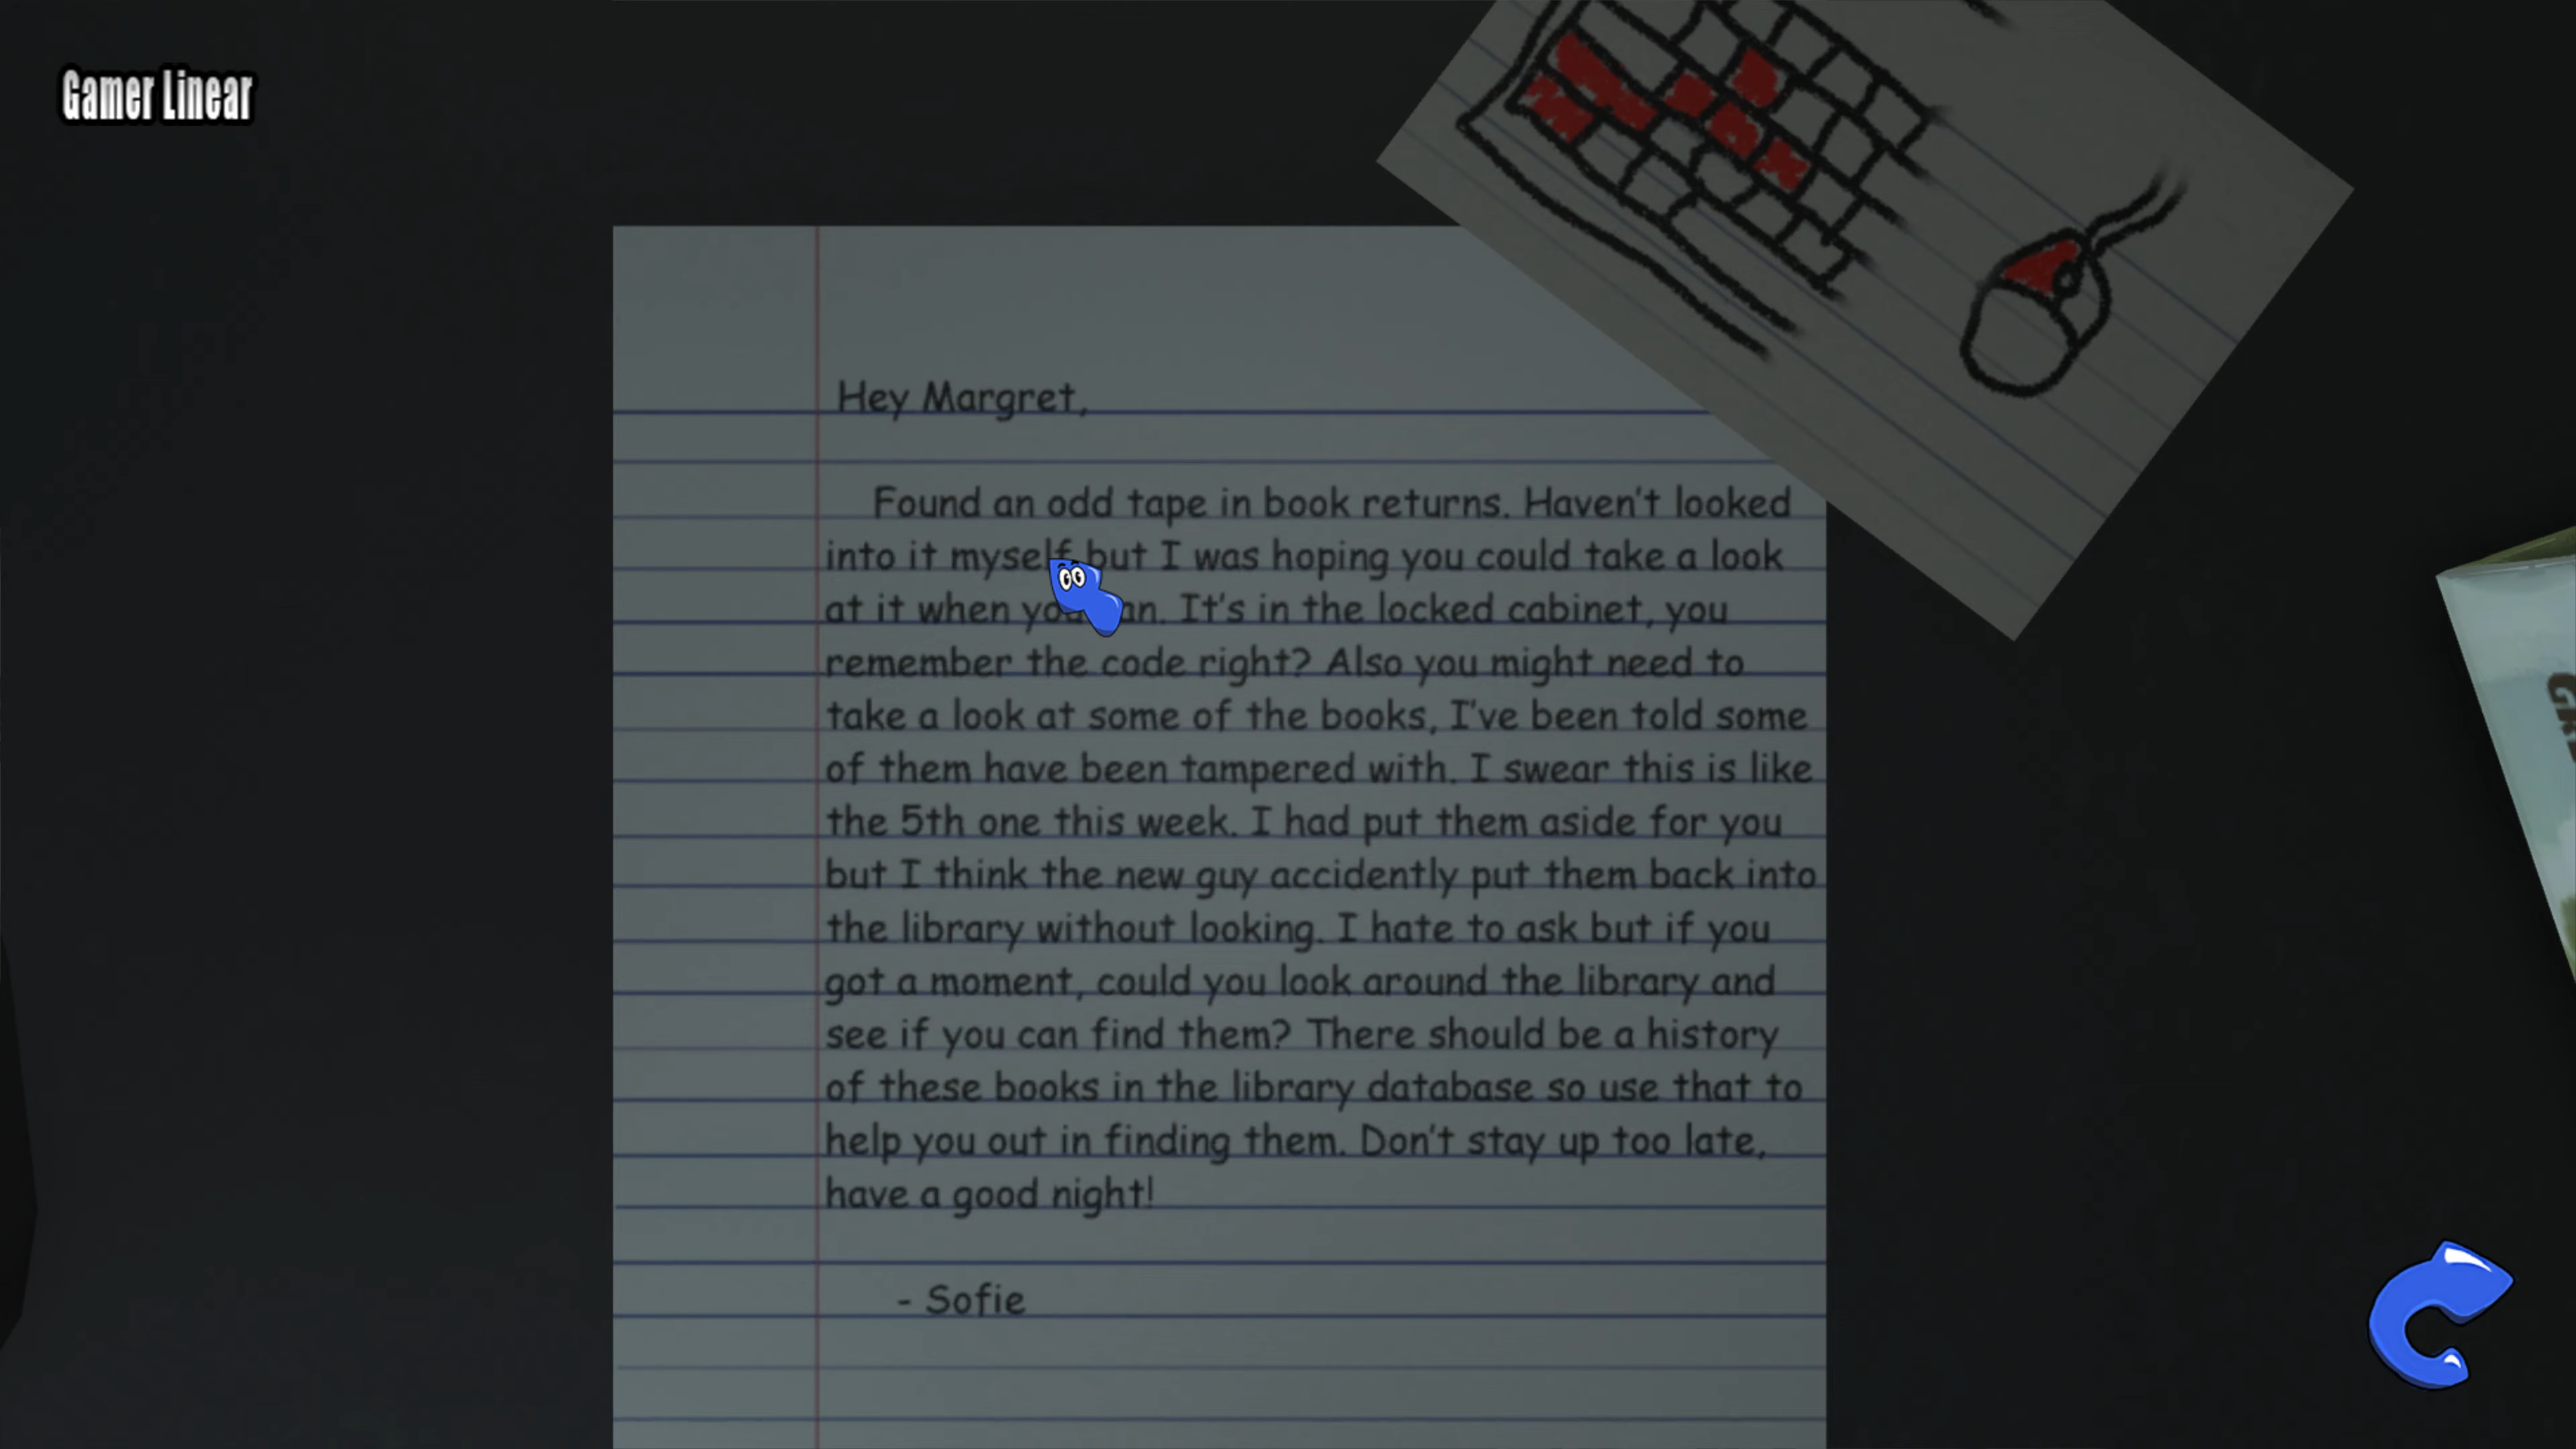 Gamer Linear
Hey Margret,
Found an odd tape in book returns. Haven't looked
into it myself but I was hoping you could take a look
at it when It's in the locked cabinet, you
remember the code right? Also you might need to
take a look at some of the books, I've been told some
of them have been tampered with. I swear this is like
the 5th one this week. I had put them aside for you
but I think the new guy accidently put them back into
the library without looking. I hate to ask but if you
got a moment, could you look around the library and
see if you can find them? There should be a history
of these books in the library database so use that to
help you out in finding them. Don't stay up too late,
have a good night!
- Sofie